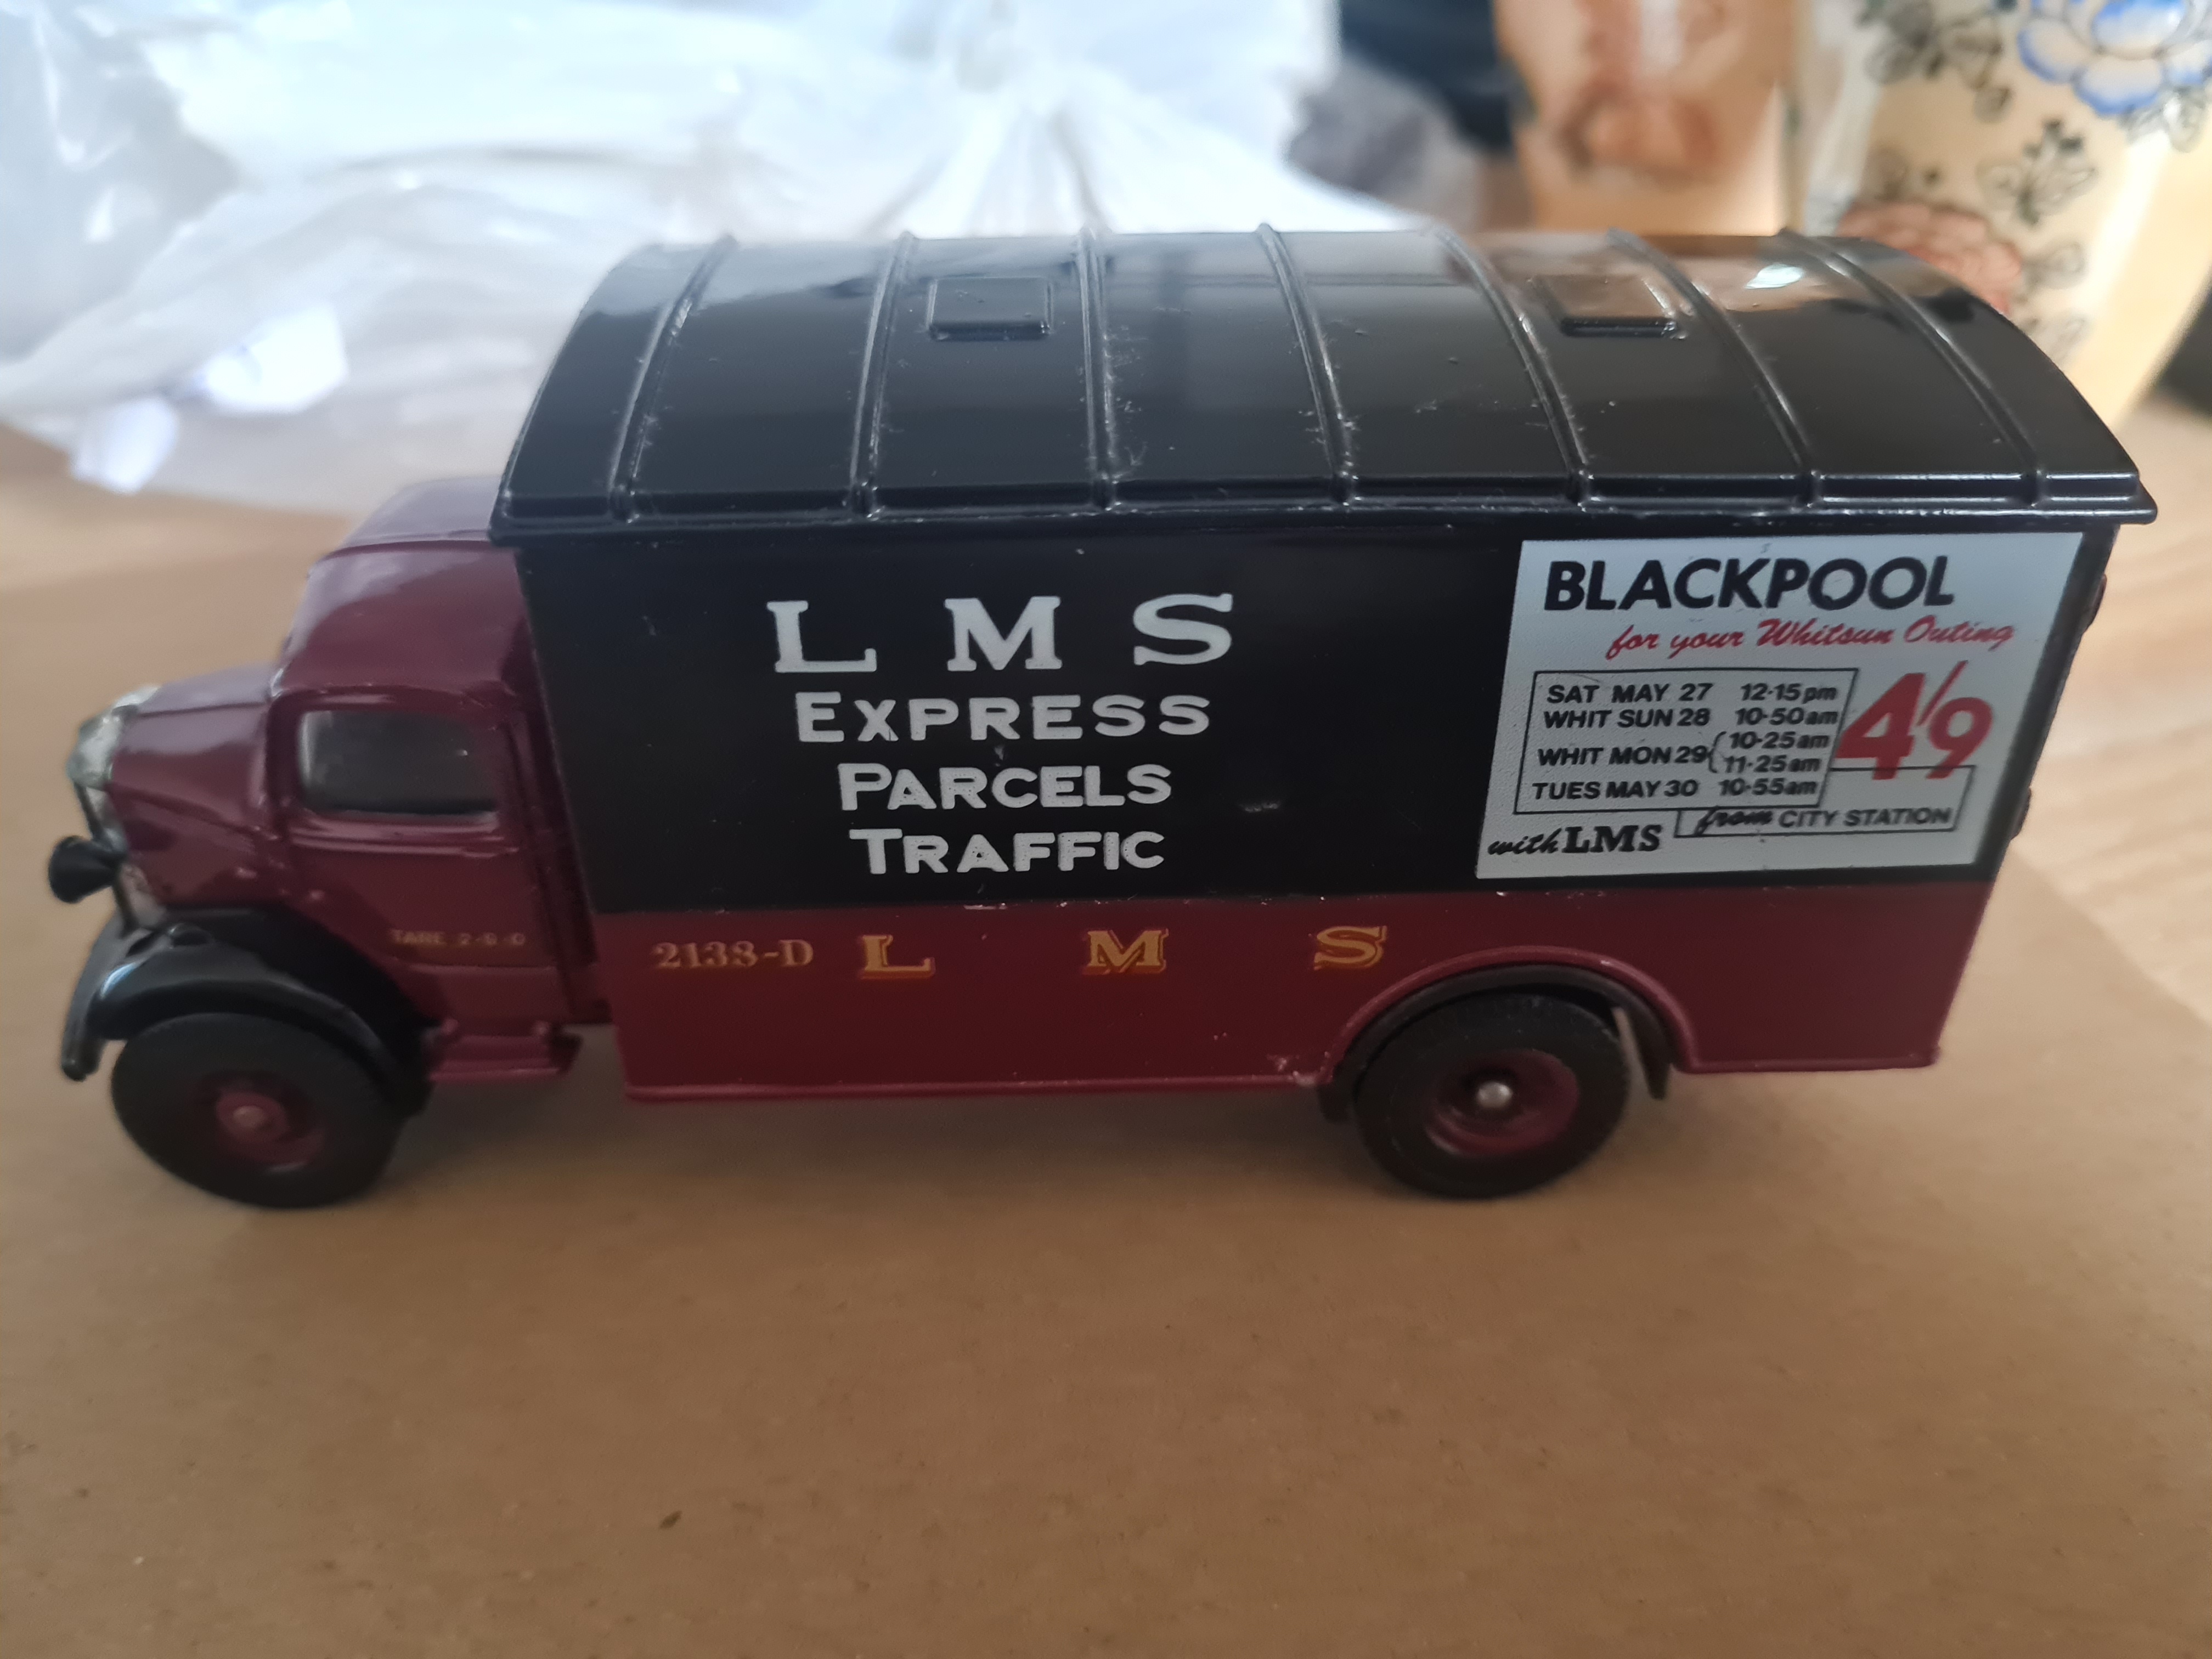 L M S
EXPRESS
PARCELS
TRAFFIC
BLACKPOOL
for your Whitsun Outing
SAT MAY 27 12·15pm
WHIT SUN 28 10·50am
WHIT MON 29 { 10·25am
11·25am
TUES MAY 30 10·55am
4/9
from CITY STATION
with LMS
TARE 2-9-0
2138-D L M S